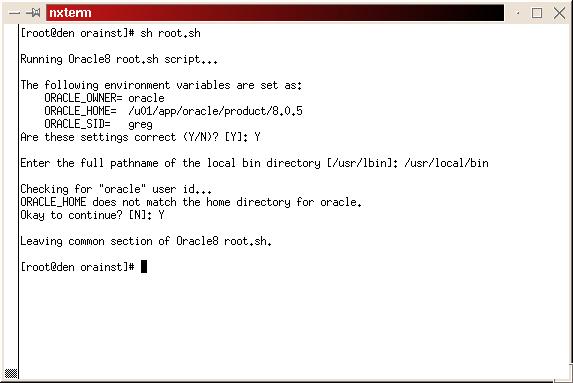 nxterm
[root@den orainst]# sh root.sh
Running Oracle8 root.sh script...
The following environment variables are set as:
ORACLE_OWNER= oracle
ORACLE_HOME= /u01/app/oracle/product/8.0.5
ORACLE_SID= greg
Are these settings correct (Y/N)? [Y]: Y
Enter the full pathname of the local bin directory [/usr/lbin]: /usr/local/bin
Checking for "oracle" user id...
ORACLE_HOME does not match the home directory for oracle.
Okay to continue? [N]: Y
Leaving common section of Oracle8 root.sh.
[root@den orainst]#